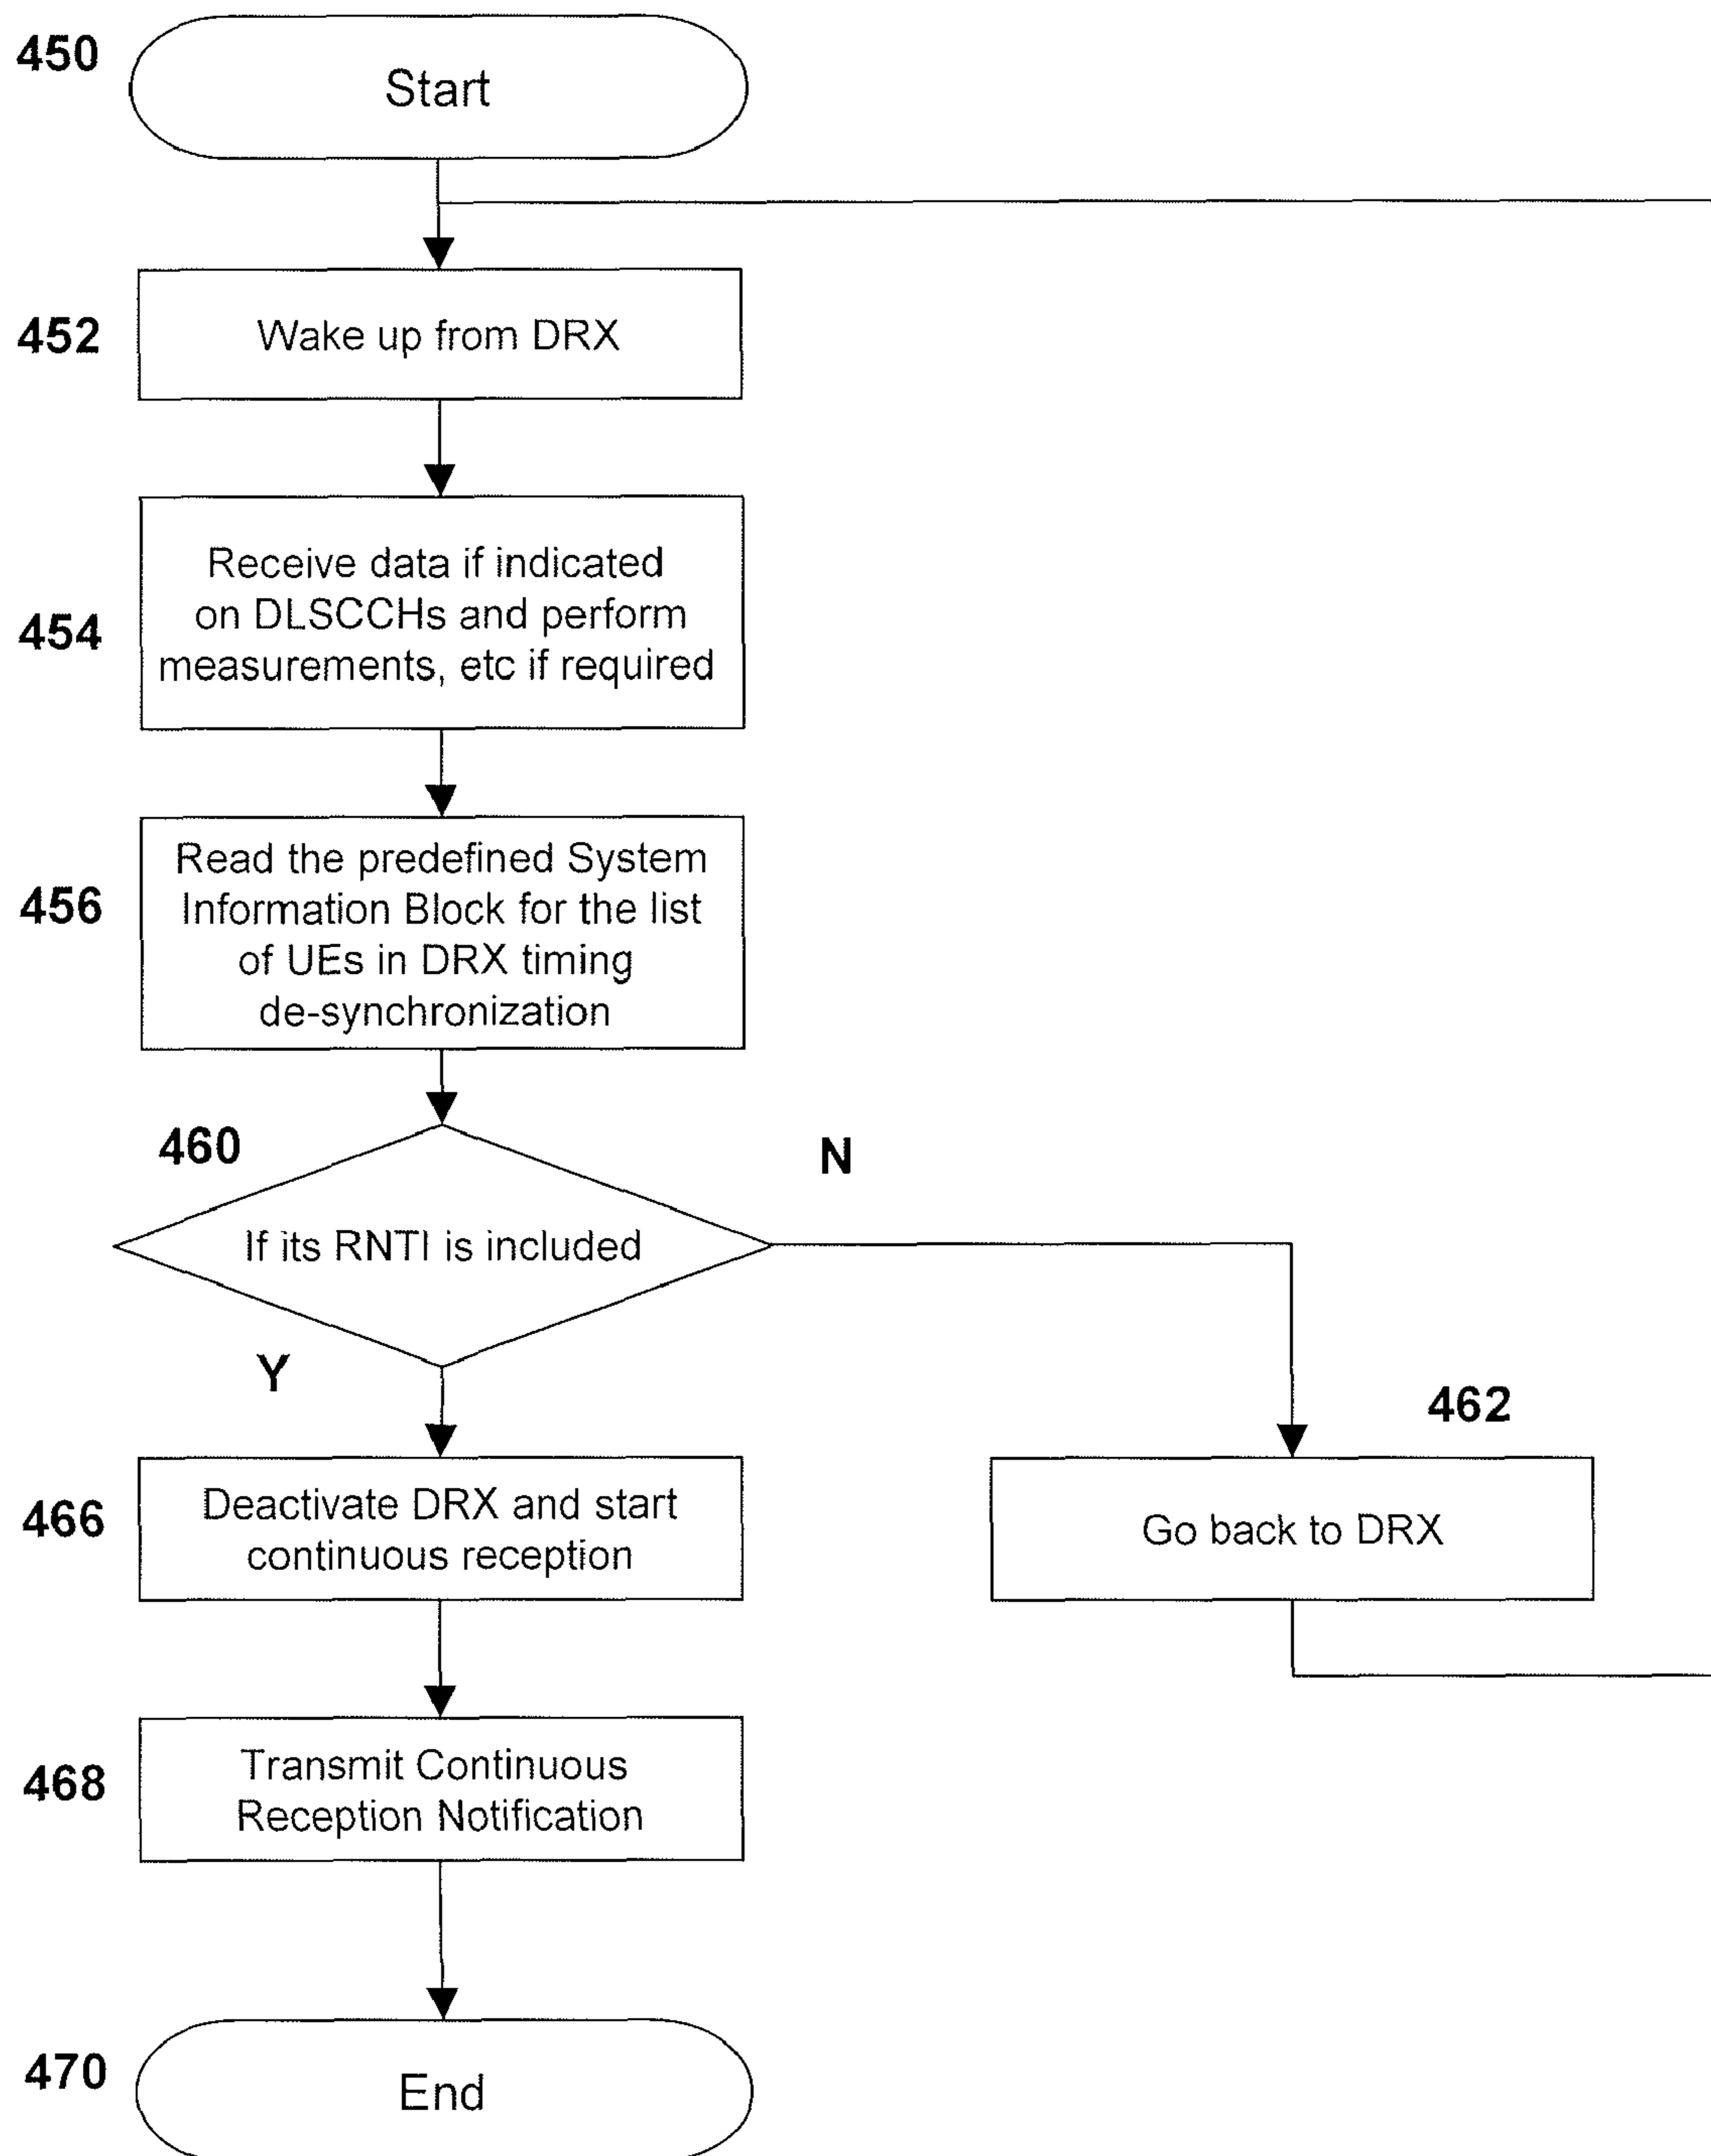 450
Start
452
Wake up from DRX
454
Receive data if indicated
on DLSCCHs and perform
measurements, etc if required
456
Read the predefined System
Information Block for the list
of UEs in DRX timing
de-synchronization
460
N
If its RNTI is included
Y
462
466
Deactivate DRX and start
continuous reception
Go back to DRX
468
Transmit Continuous
Reception Notification
470
End